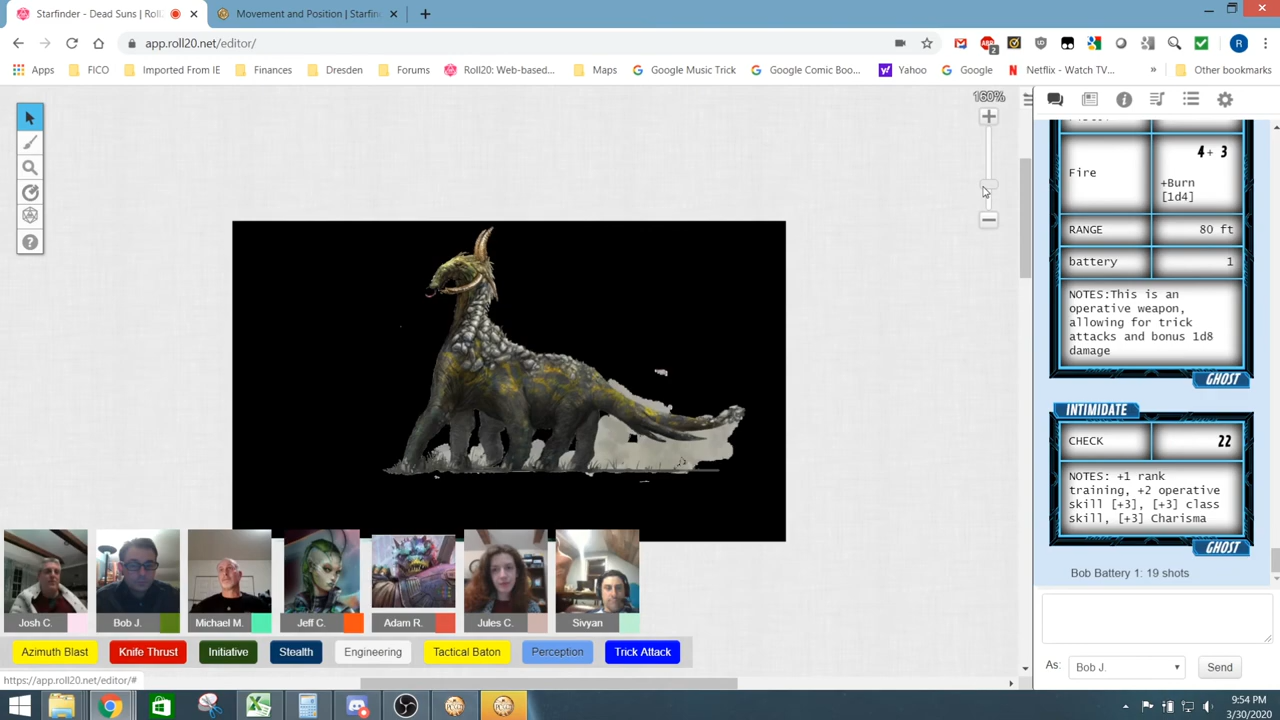 Starfinder - Dead Suns | Roll
Movement and Position | Starfin
app.roll20.net/editor/
2
R
Apps
FICO
Imported From IE
Finances
Dresden
Forums
Roll20: Web-based...
Maps
Google Music Trick
Google Comic Boo...
Yahoo
Google
Netflix - Watch TV...
»
Other bookmarks
160%
Fire
4+ 3
+Burn
[1d4]
RANGE
80 ft
battery
1
NOTES:This is an
operative weapon,
allowing for trick
attacks and bonus 1d8
damage
GHOST
INTIMIDATE
CHECK
22
NOTES: +1 rank
training, +2 operative
skill [+3], [+3] class
skill, [+3] Charisma
GHOST
Bob Battery 1: 19 shots
Josh C.
Bob J.
Michael M.
Jeff C.
Adam R.
Jules C.
Sivyan
Azimuth Blast
Knife Thrust
Initiative
Stealth
Engineering
Tactical Baton
Perception
Trick Attack
As:
Bob J.
Send
https://app.roll20.net/editor/#
9:54 PM
3/30/2020